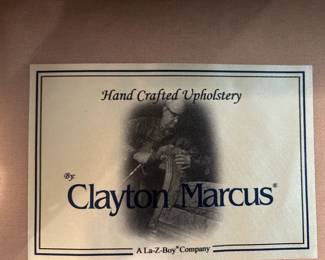 Hand Crafted Upholstery
By:
Clayton Marcus®
A La-Z-Boy® Company